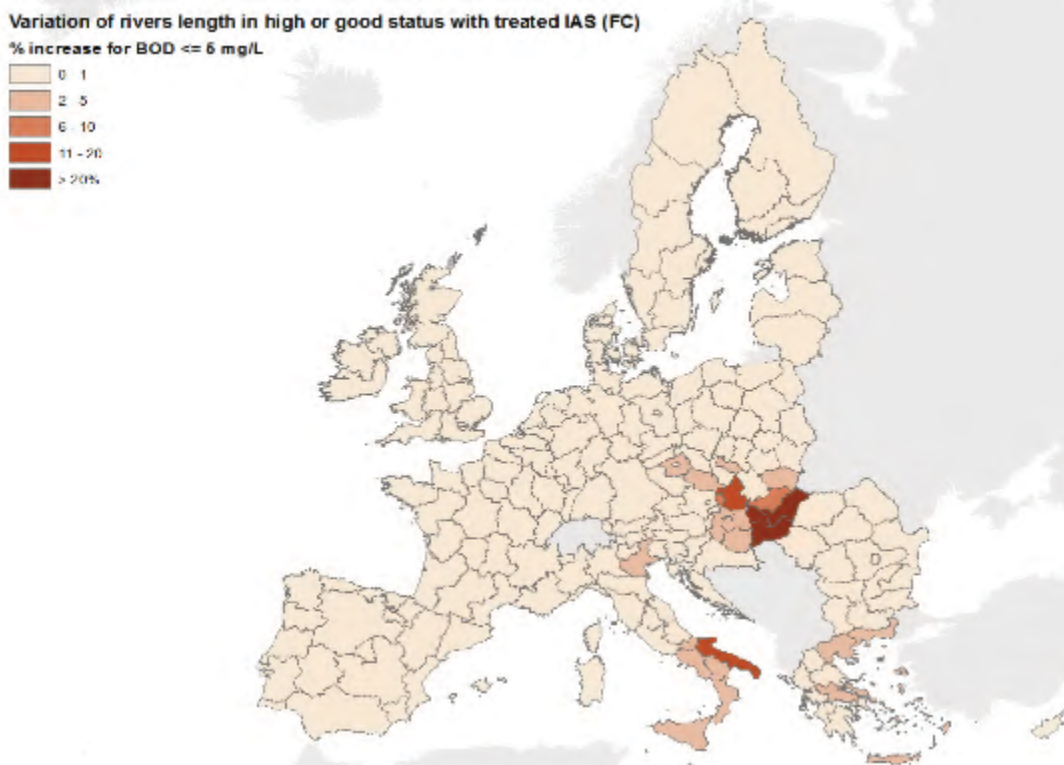 Variation of rivers length in high or good status with treated IAS (FC)
% increase for BOD <= 5 mg/L
0 - 1
2 - 5
6 - 10
11 - 20
> 20%